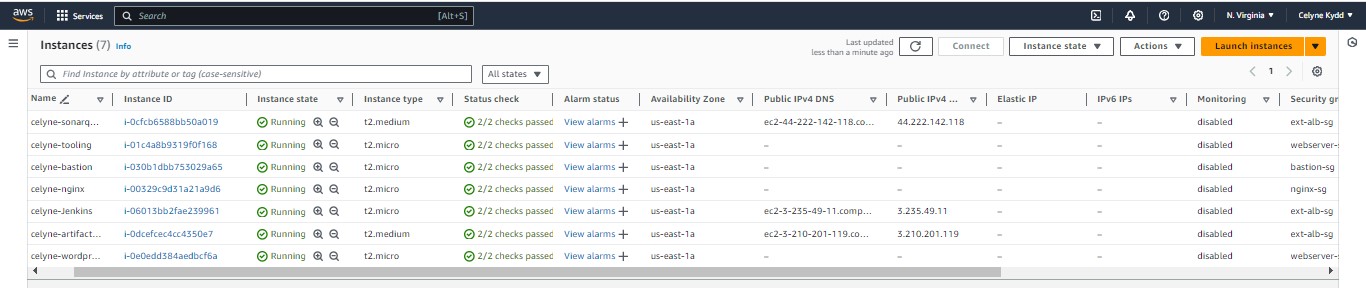 aws Services Search [Alt+S] N. Virginia Celyne Kydd
Instances (7) Info Last updated less than a minute ago Connect Instance state Actions Launch instances
Find Instance by attribute or tag (case-sensitive) All states 1
Name Instance ID Instance state Instance type Status check Alarm status Availability Zone Public IPv4 DNS Public IPv4 ... Elastic IP IPv6 IPs Monitoring Security gr
celyne-sonarq... i-0cfcb6588bb50a019 Running t2.medium 2/2 checks passed View alarms + us-east-1a ec2-44-222-142-118.co... 44.222.142.118 – – disabled ext-alb-sg
celyne-tooling i-01c4a8b9319f0f168 Running t2.micro 2/2 checks passed View alarms + us-east-1a – – – – disabled webserver-s
celyne-bastion i-030b1dbb753029a65 Running t2.micro 2/2 checks passed View alarms + us-east-1a – – – – disabled bastion-sg
celyne-nginx i-00329c9d31a21a9d6 Running t2.micro 2/2 checks passed View alarms + us-east-1a – – – – disabled nginx-sg
celyne-Jenkins i-06013bb2fae239961 Running t2.micro 2/2 checks passed View alarms + us-east-1a ec2-3-235-49-11.comp... 3.235.49.11 – – disabled ext-alb-sg
celyne-artifact... i-0dcefcec4cc4350e7 Running t2.medium 2/2 checks passed View alarms + us-east-1a ec2-3-210-201-119.co... 3.210.201.119 – – disabled ext-alb-sg
celyne-wordpr... i-0e0edd384aedbcf6a Running t2.micro 2/2 checks passed View alarms + us-east-1a – – – – disabled webserver-s